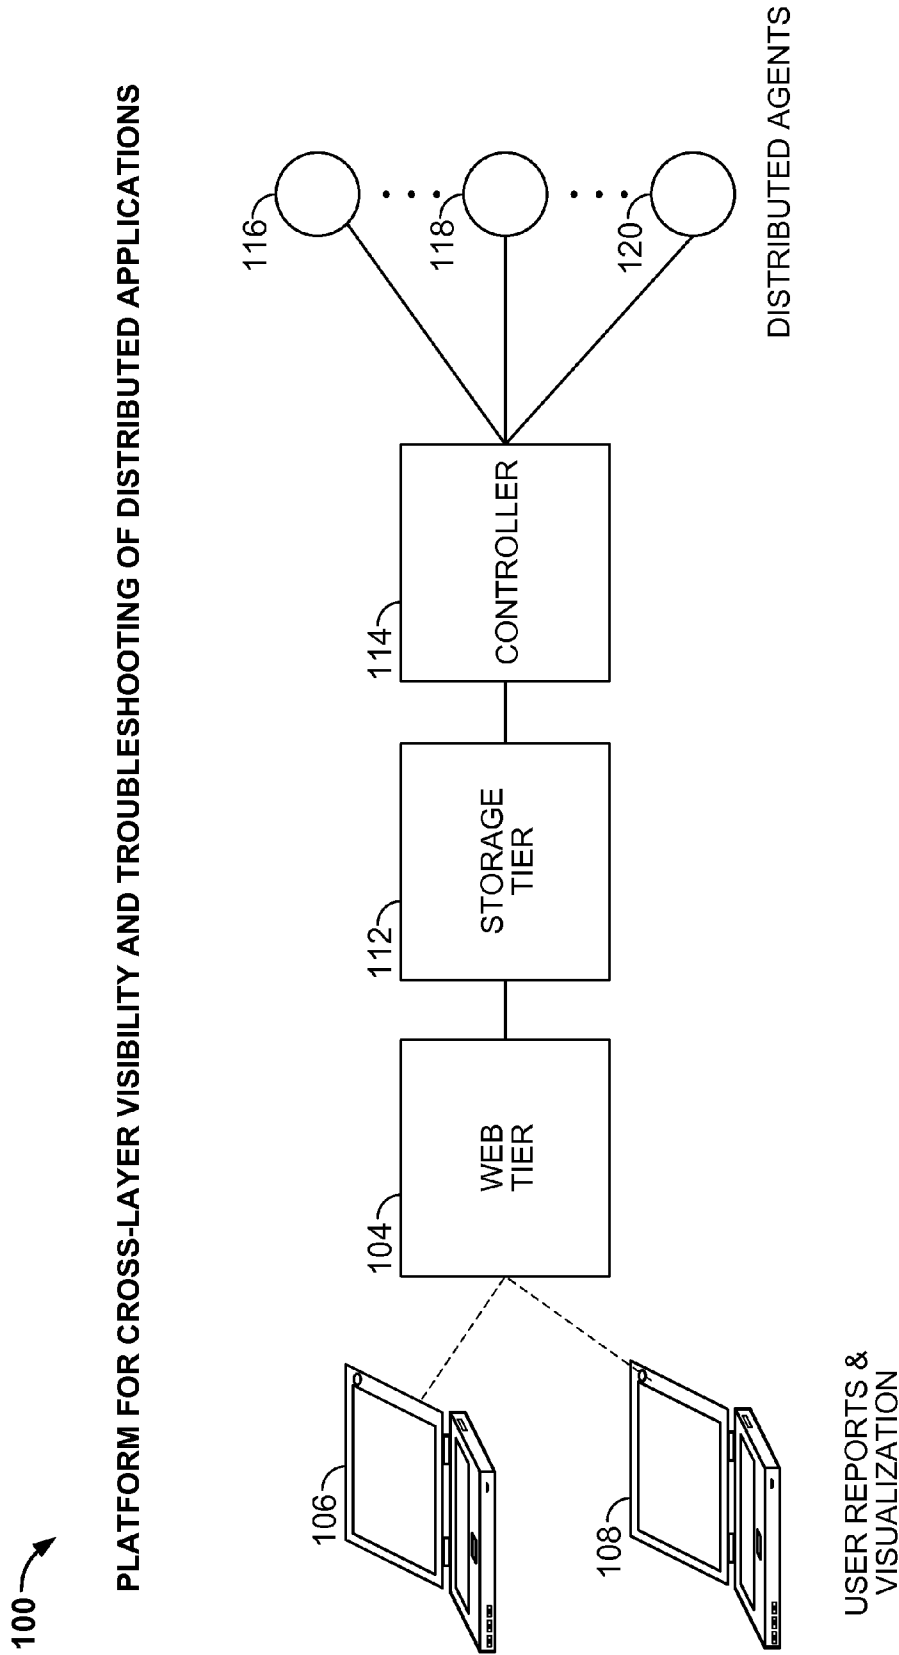 100
PLATFORM FOR CROSS-LAYER VISIBILITY AND TROUBLESHOOTING OF DISTRIBUTED APPLICATIONS
106
108
USER REPORTS &
VISUALIZATION
104
WEB
TIER
112
STORAGE
TIER
114
CONTROLLER
116
118
120
DISTRIBUTED AGENTS